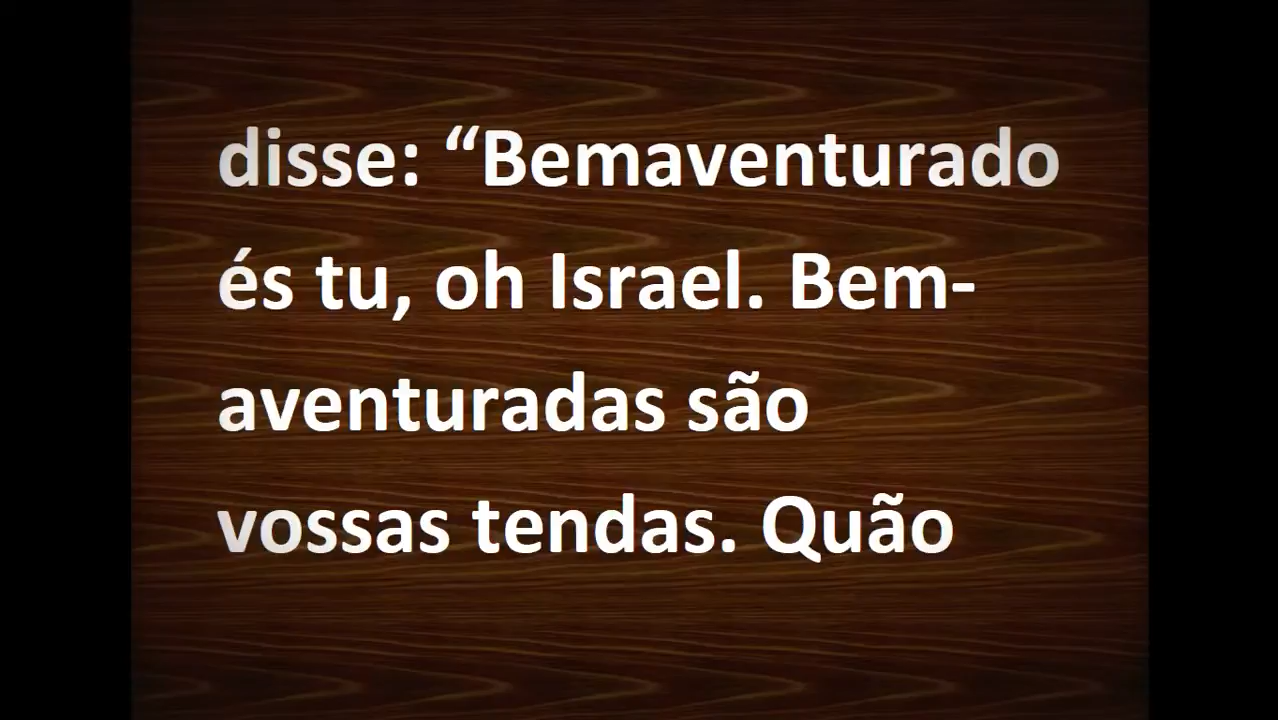 disse: “Bemaventurado
és tu, oh Israel. Bem-
aventuradas são
vossas tendas. Quão